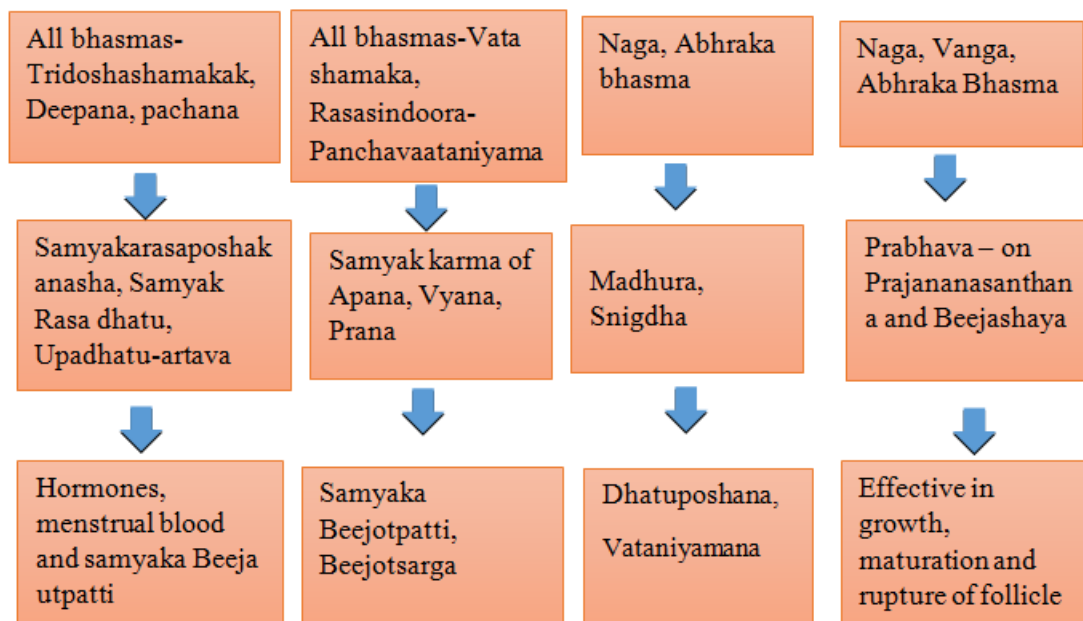 All bhasmas-
Tridoshashamakak,
Deepana, pachana
All bhasmas-Vata
shamaka,
Rasasindoora-
Panchavaataniyama
Naga, Abhraka
bhasma
Naga, Vanga,
Abhraka Bhasma
Samyakarasaposhak
anasha, Samyak
Rasa dhatu,
Upadhatu-artava
Samyak karma of
Apana, Vyana,
Prana
Madhura,
Snigdha
Prabhava – on
Prajananasanthan
a and Beejashaya
Hormones,
menstrual blood
and samyaka Beeja
utpatti
Samyaka
Beejotpatti,
Beejotsarga
Dhatuposhana,
Vataniyamana
Effective in
growth,
maturation and
rupture of follicle